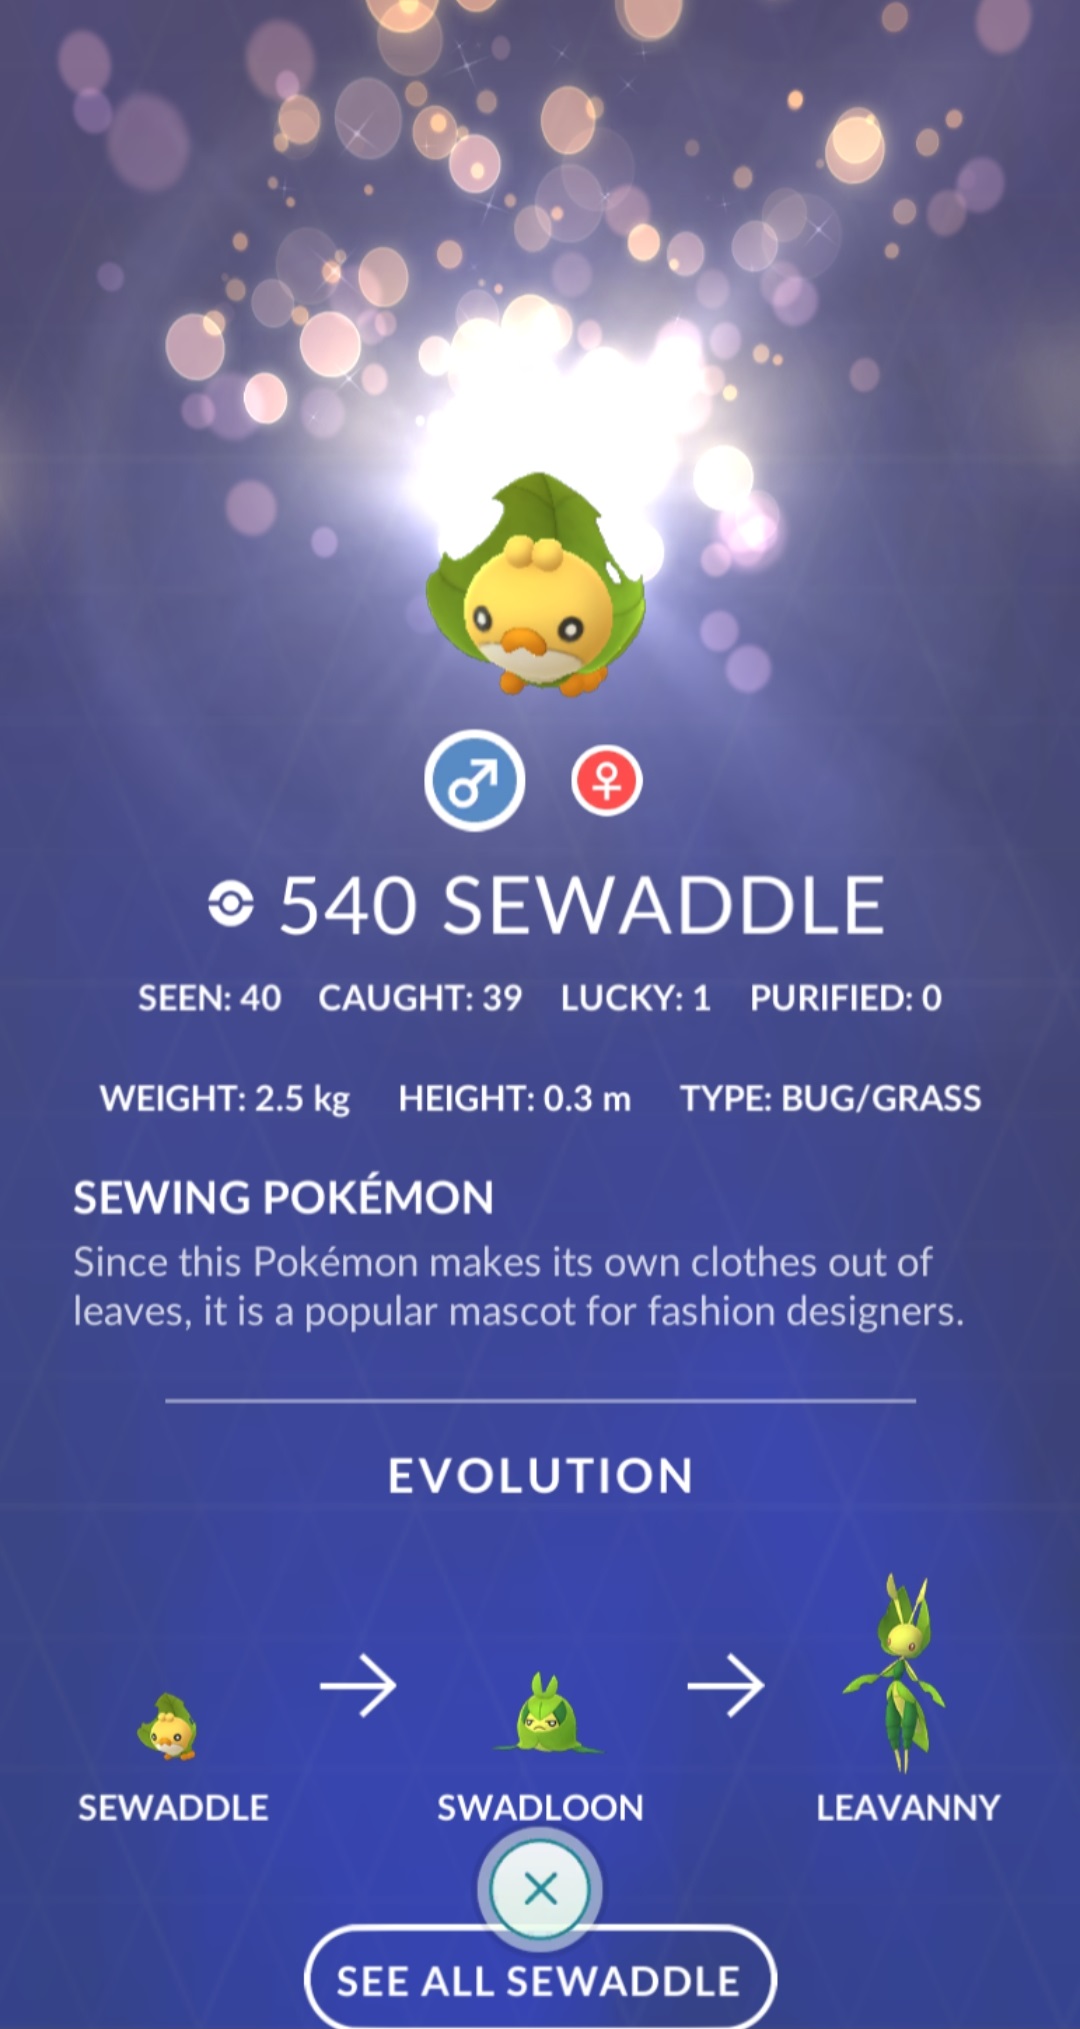 540 SEWADDLE
SEEN: 40 CAUGHT: 39 LUCKY: 1 PURIFIED: 0
WEIGHT: 2.5 kg HEIGHT: 0.3 m TYPE: BUG/GRASS
SEWING POKÉMON
Since this Pokémon makes its own clothes out of
leaves, it is a popular mascot for fashion designers.
EVOLUTION
SEWADDLE SWADLOON LEAVANNY
SEE ALL SEWADDLE